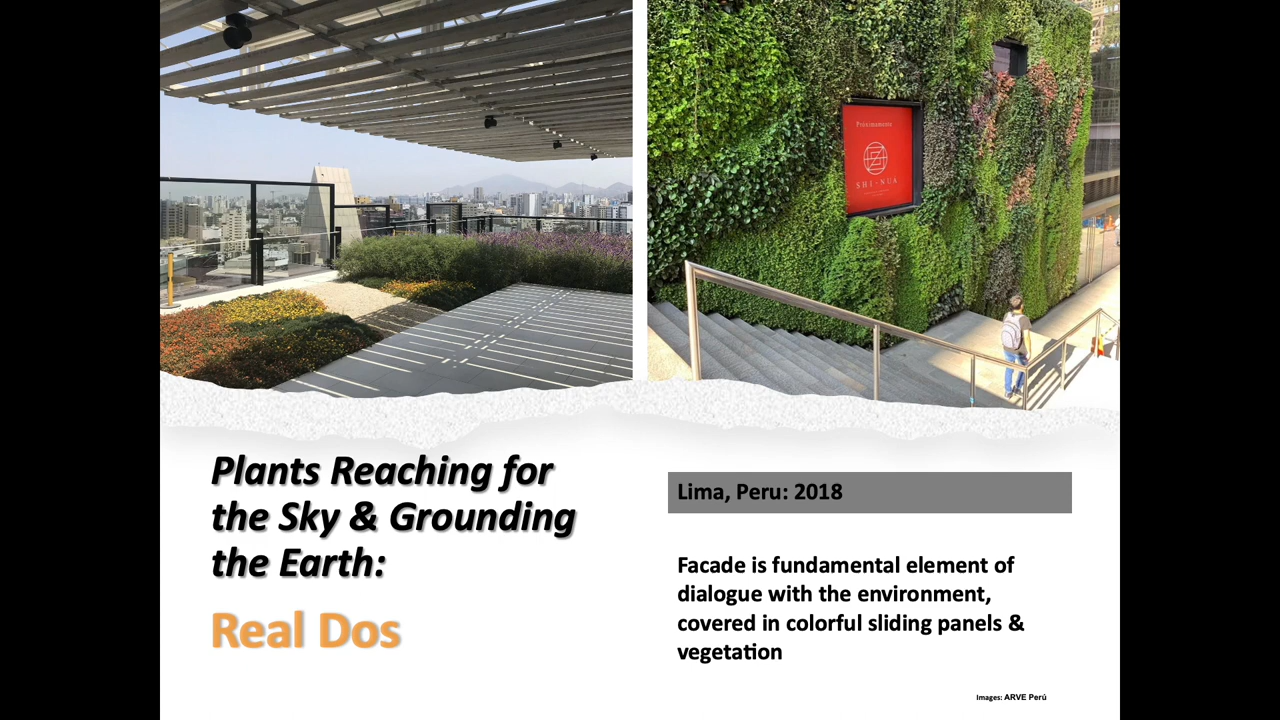 Próximamente
SHI-NUA
Plants Reaching for
the Sky & Grounding
the Earth:
Real Dos
Lima, Peru: 2018
Facade is fundamental element of
dialogue with the environment,
covered in colorful sliding panels &
vegetation
Images: ARVE Perú